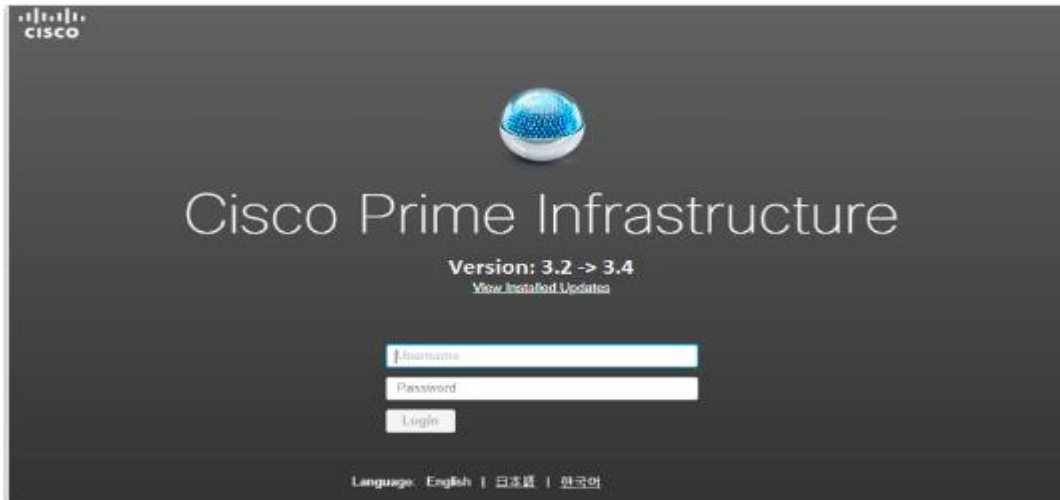 CISCO
Cisco Prime Infrastructure
Version: 3.2 -> 3.4
View Installed Updates
Username
Password
Login
Language: English | 日本語 | 한국어